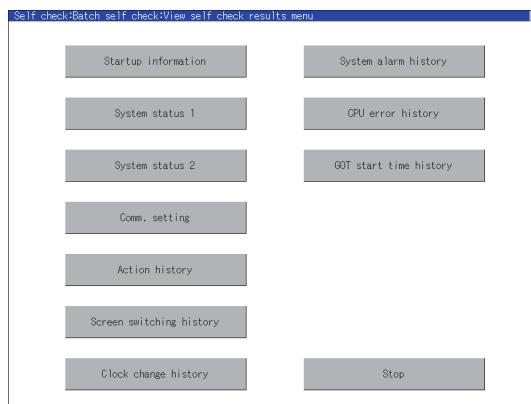 Self check:Batch self check:View self check results menu
Startup information
System alarm history
System status 1
CPU error history
System status 2
GOT start time history
Comm. setting
Action history
Screen switching history
Clock change history
Stop